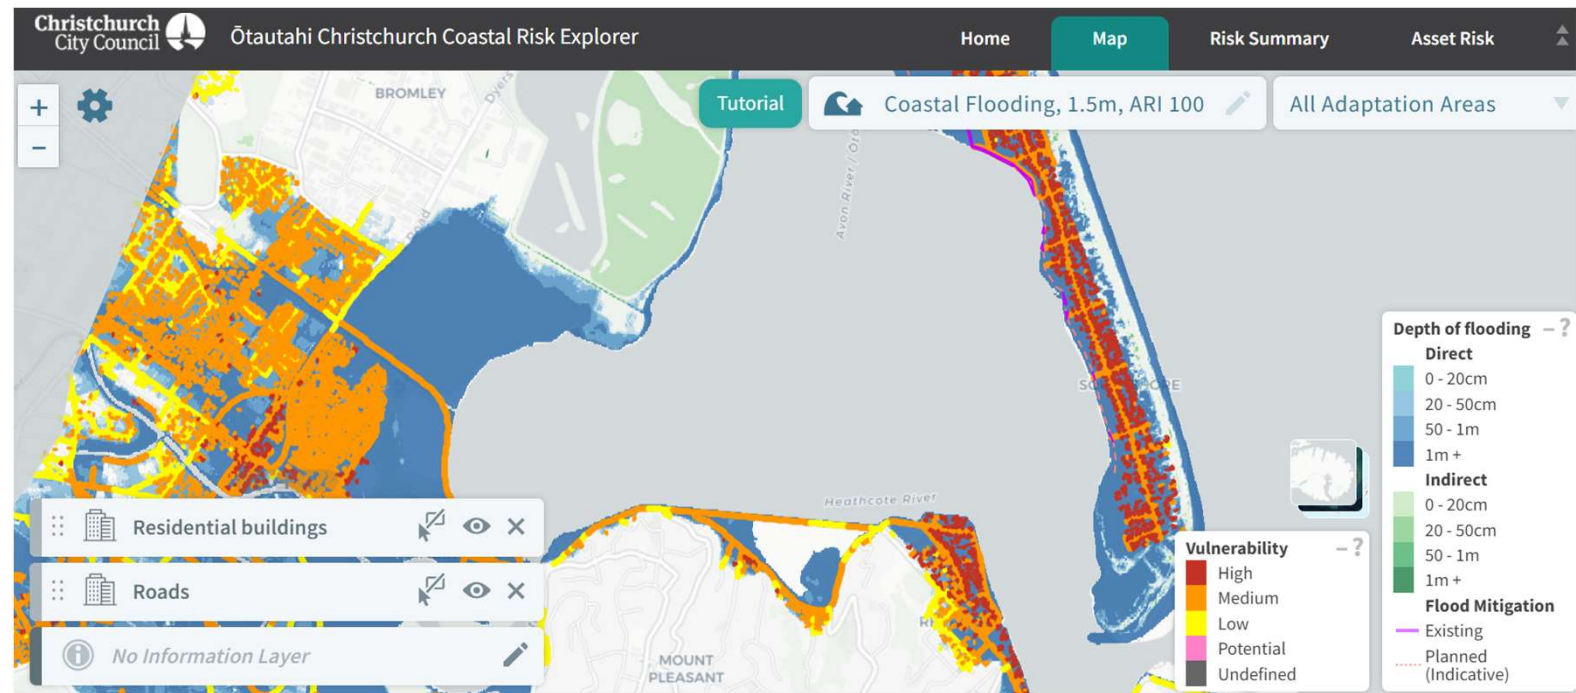 Christchurch
City Council
Ōtautahi Christchurch Coastal Risk Explorer
Home
Map
Risk Summary
Asset Risk
+
−
Tutorial
Coastal Flooding, 1.5m, ARI 100
All Adaptation Areas
BROMLEY
Dyers
Road
Avon River / Ōt
Heathcote River
MOUNT
PLEASANT
Residential buildings
Roads
No Information Layer
Vulnerability
– ?
High
Medium
Low
Potential
Undefined
Depth of flooding
– ?
Direct
0 - 20cm
20 - 50cm
50 - 1m
1m +
Indirect
0 - 20cm
20 - 50cm
50 - 1m
1m +
Flood Mitigation
Existing
Planned
(Indicative)